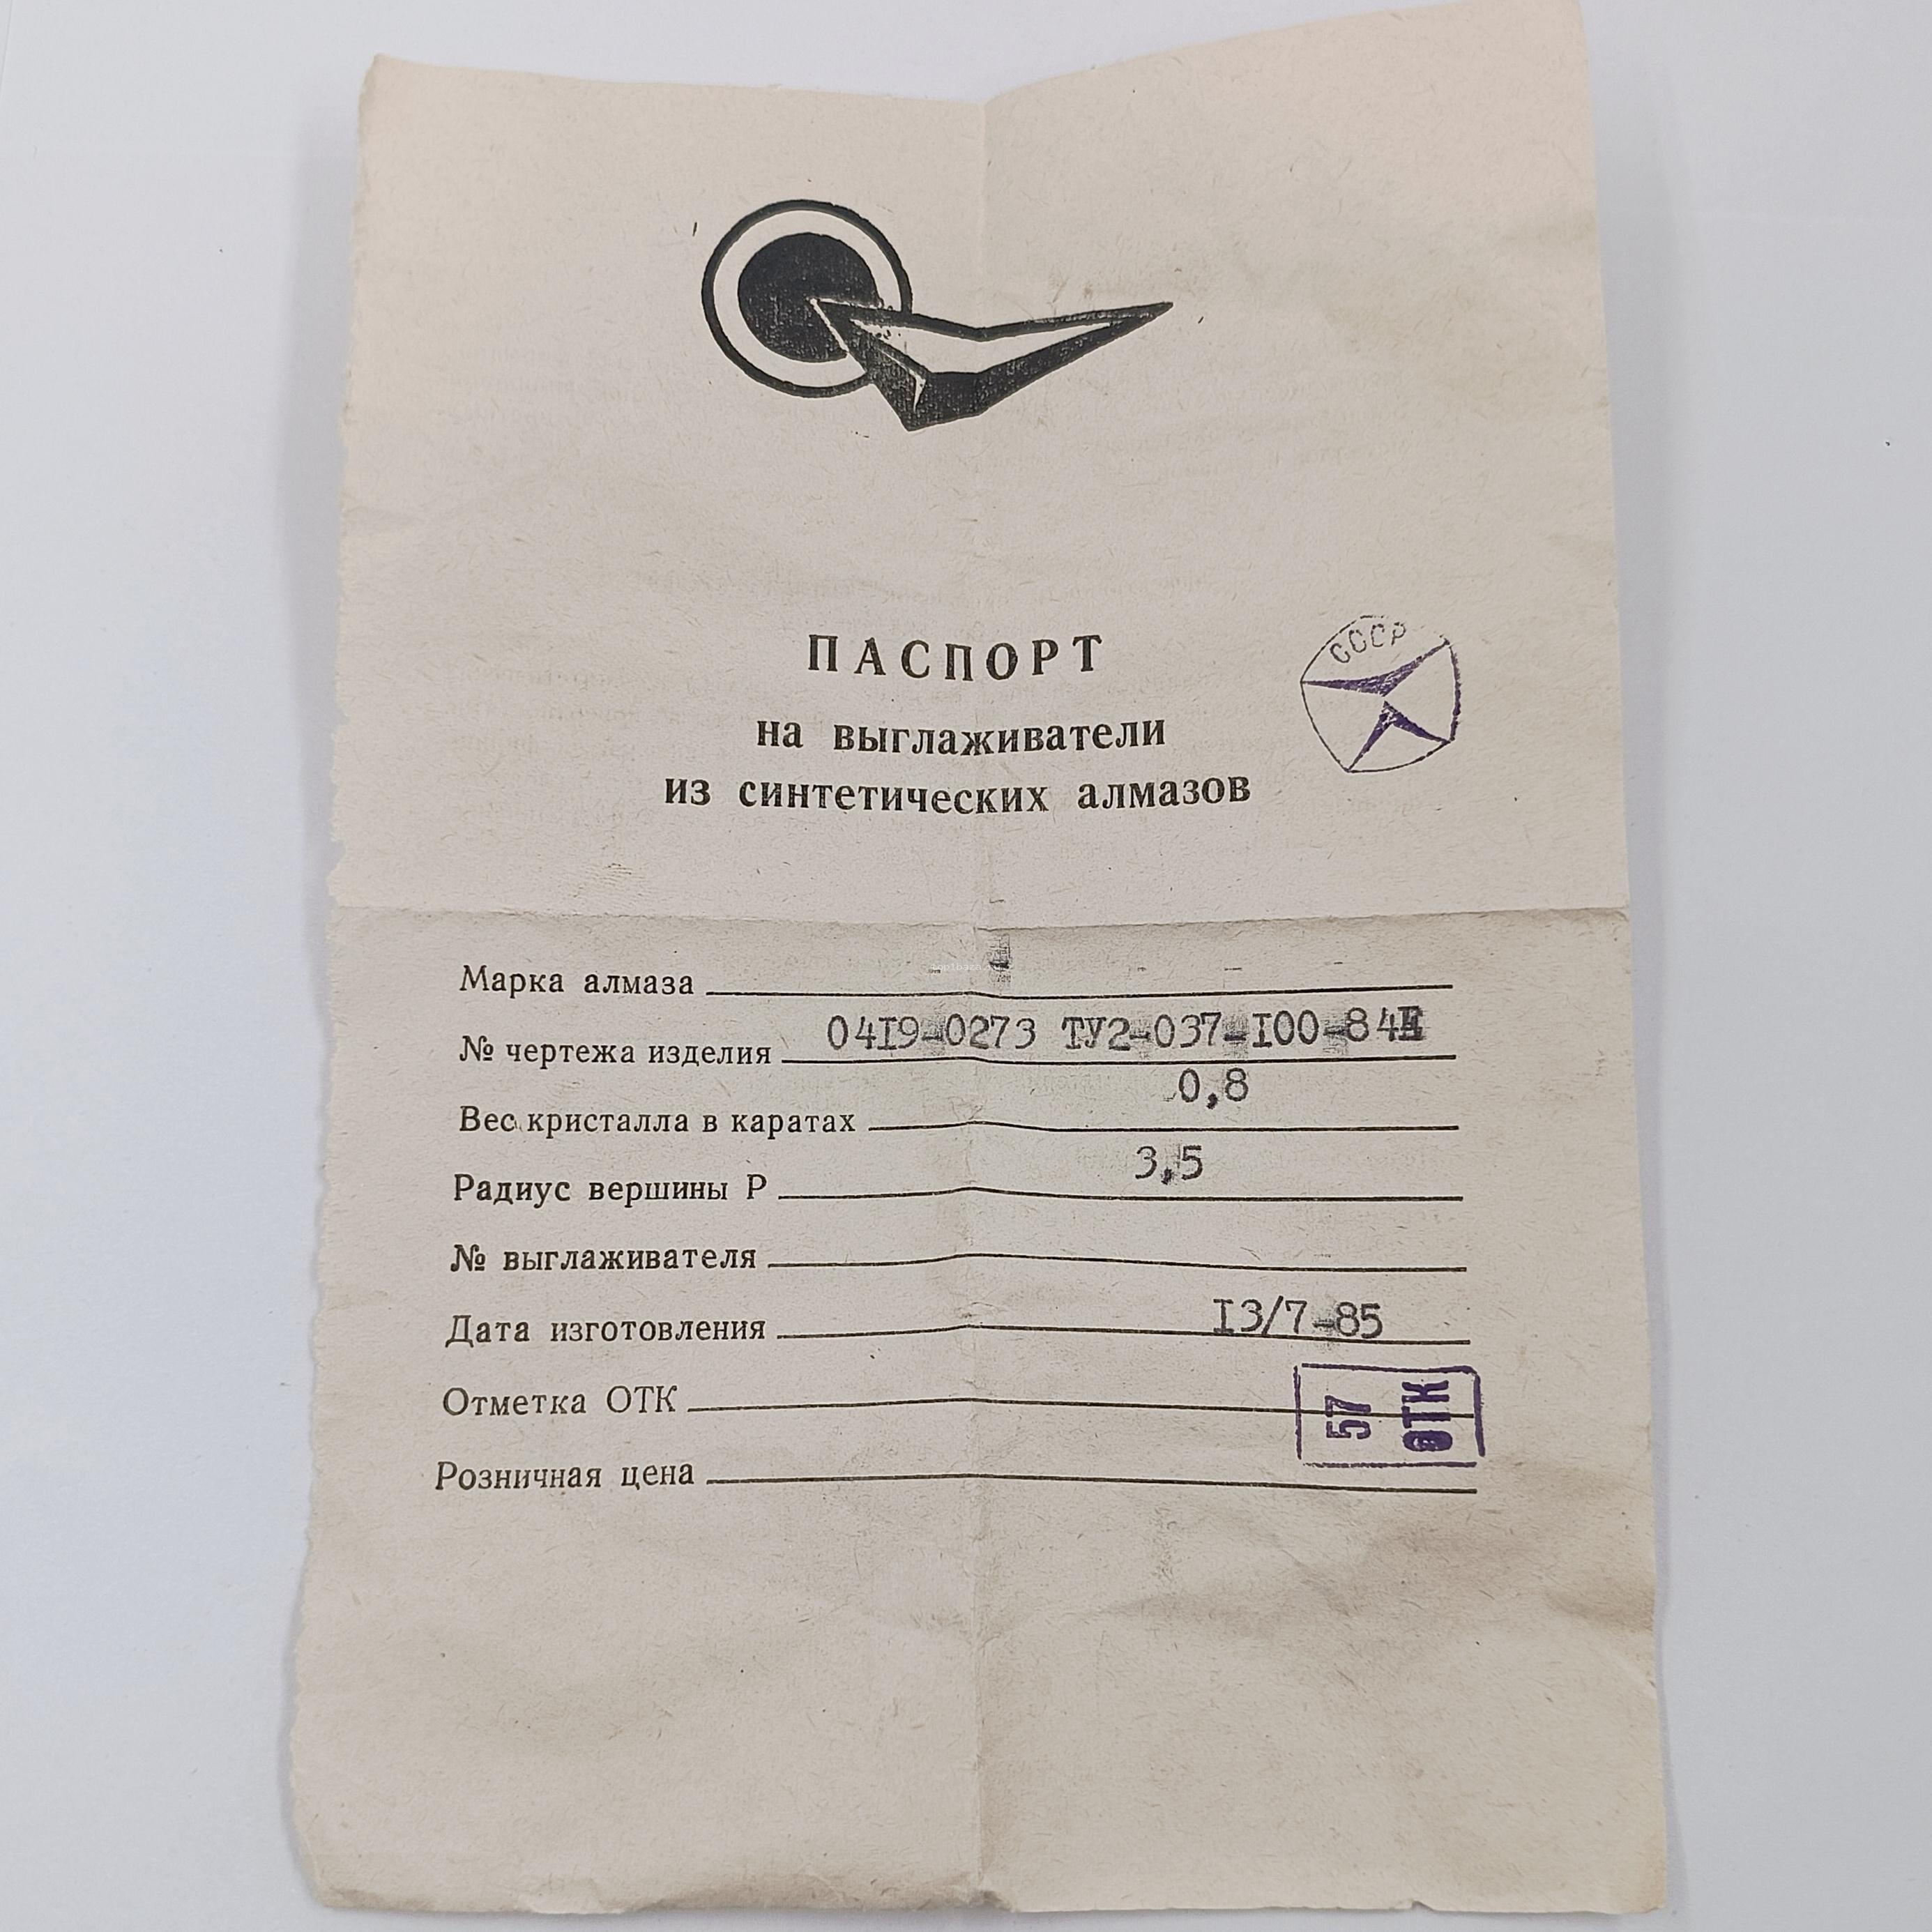 ПАСПОРТ
СССР
на выглаживатели
из синтетических алмазов
Марка алмаза
№ чертежа изделия 04I9-0273 ТУ2-037-I00-84
Вес кристалла в каратах 0,8
Радиус вершины Р 3,5
№ выглаживателя
Дата изготовления I3/7-85
Отметка ОТК
57
ОТК
Розничная цена